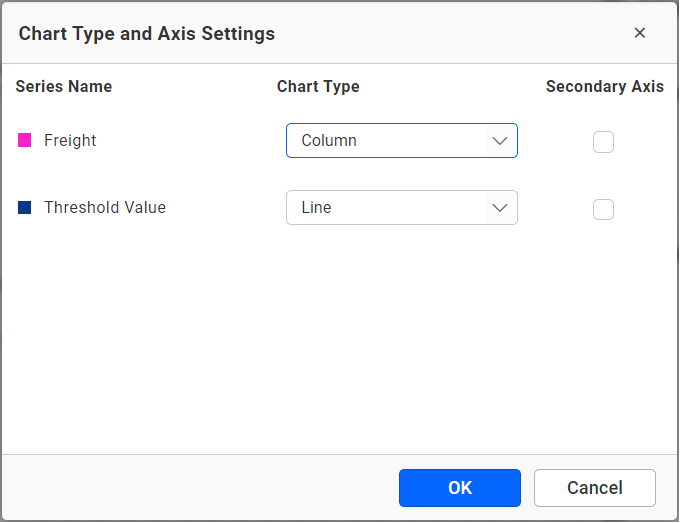 Chart Type and Axis Settings
Series Name Chart Type Secondary Axis
Freight Column
Threshold Value Line
OK Cancel